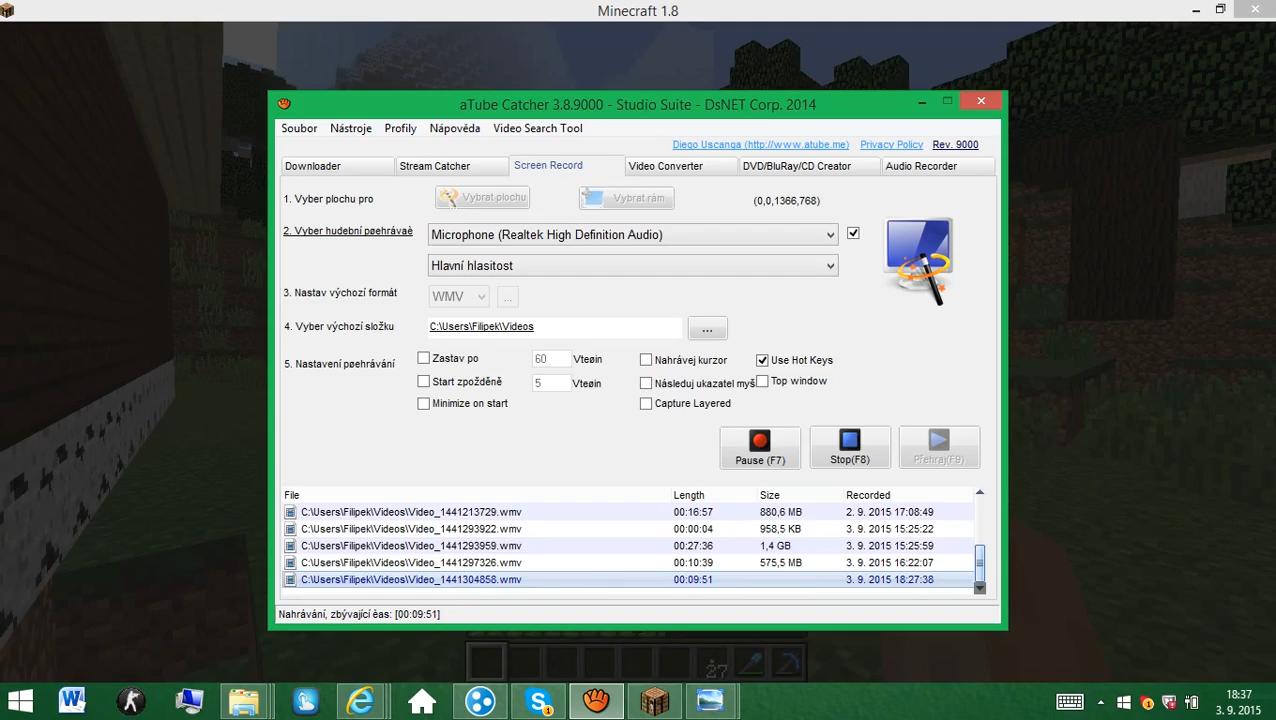 Minecraft 1.8
aTube Catcher 3.8.9000 - Studio Suite - DsNET Corp. 2014
Soubor Nástroje Profily Nápověda Video Search Tool
Diego Uscanga (http://www.atube.me) Privacy Policy Rev. 9000
Downloader Stream Catcher Screen Record Video Converter DVD/BluRay/CD Creator Audio Recorder
1. Vyber plochu pro Vybrat plochu Vybrat rám (0,0,1366,768)
2. Vyber hudební pøehrávaè Microphone (Realtek High Definition Audio)
Hlavní hlasitost
3. Nastav výchozí formát WMV ...
4. Vyber výchozí složku C:\Users\Filipek\Videos ...
5. Nastavení pøehrávání Zastav po 60 Vteøin Nahrávej kurzor Use Hot Keys
Start zpožděně 5 Vteøin Následuj ukazatel myš Top window
Minimize on start Capture Layered
Pause (F7) Stop(F8) Přehraj(F9)
File Length Size Recorded
C:\Users\Filipek\Videos\Video_1441213729.wmv 00:16:57 880,6 MB 2. 9. 2015 17:08:49
C:\Users\Filipek\Videos\Video_1441293922.wmv 00:00:04 958,5 KB 3. 9. 2015 15:25:22
C:\Users\Filipek\Videos\Video_1441293959.wmv 00:27:36 1,4 GB 3. 9. 2015 15:25:59
C:\Users\Filipek\Videos\Video_1441297326.wmv 00:10:39 575,5 MB 3. 9. 2015 16:22:07
C:\Users\Filipek\Videos\Video_1441304858.wmv 00:09:51 3. 9. 2015 18:27:38
Nahrávání, zbývající èas: [00:09:51]
27
18:37
3. 9. 2015